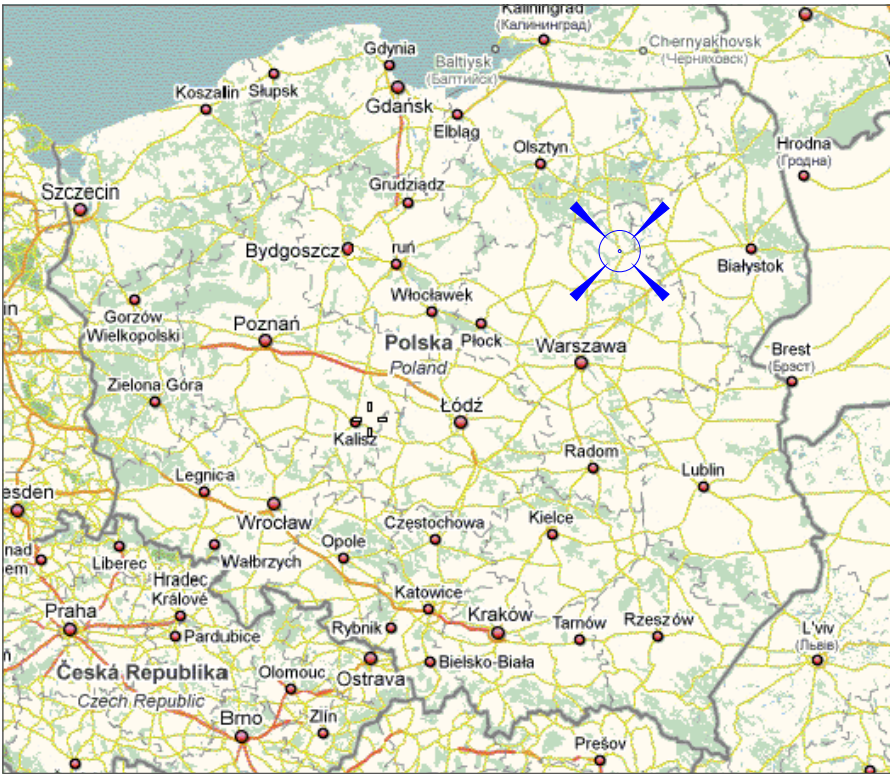 Kaliningrad
(Калининград)
Chernyakhovsk
(Черняховск)
Gdynia
Baltiysk
(Балтийск)
Koszalin
Słupsk
Gdańsk
Elbląg
Olsztyn
Hrodna
(Гродна)
Szczecin
Grudziądz
Bydgoszcz
ruń
Białystok
in
Gorzów
Wielkopolski
Włocławek
Poznań
Polska
Poland
Płock
Warszawa
Brest
(Брэст)
Zielona Góra
Łódź
Kalisz
Radom
Lublin
Legnica
esden
Wrocław
Częstochowa
Kielce
Opole
nad
em
Liberec
Wałbrzych
Hradec
Králové
Katowice
Kraków
Tarnów
Rzeszów
Praha
Pardubice
Rybnik
L'viv
(Львів)
ň
Česká Republika
Czech Republic
Olomouc
Ostrava
Bielsko-Biała
Brno
Zlín
Prešov